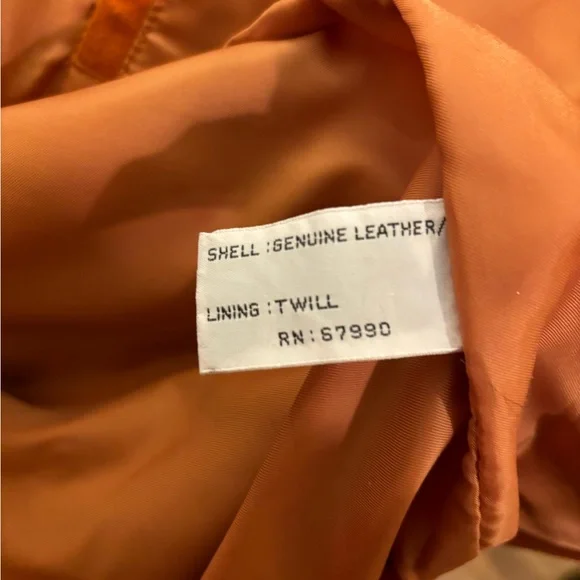 SHELL :GENUINE LEATHER/
LINING :TWILL
RN:67990